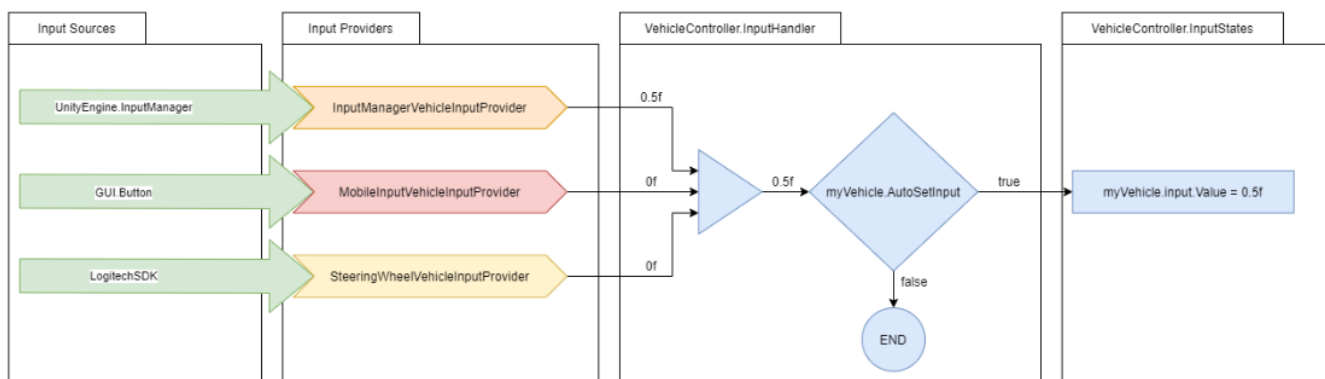 Input Sources
Input Providers
VehicleController.InputHandler
VehicleController.InputStates
UnityEngine.InputManager
InputManagerVehicleInputProvider
0.5f
GUI.Button
MobileInputVehicleInputProvider
0f
0.5f
myVehicle.AutoSetInput
true
myVehicle.input.Value = 0.5f
LogitechSDK
SteeringWheelVehicleInputProvider
0f
false
END